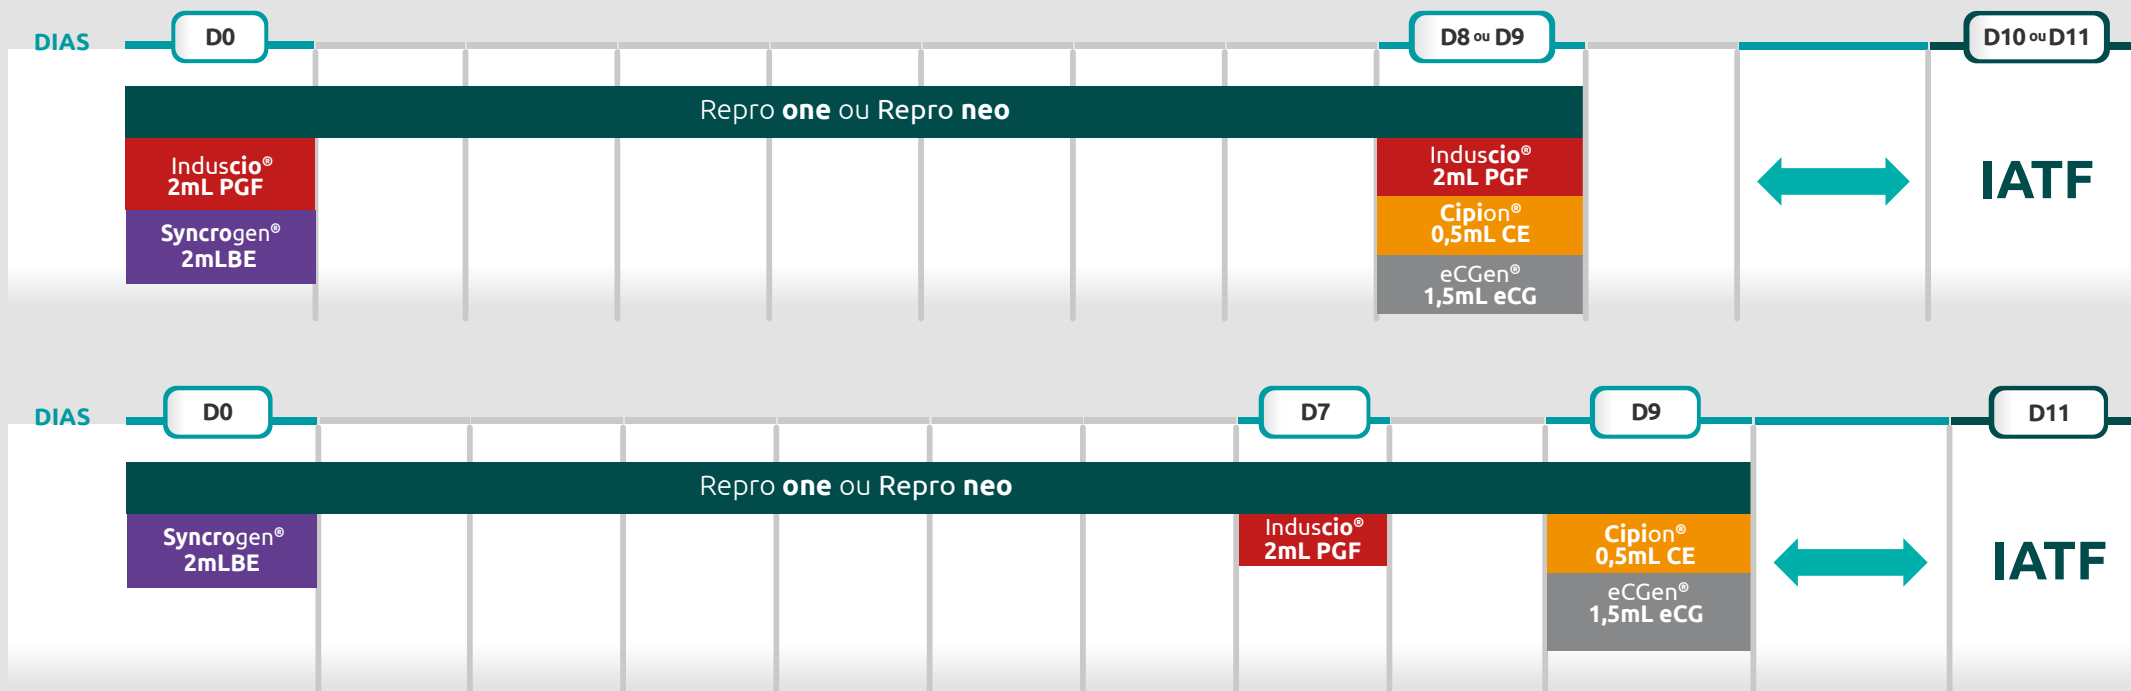 DIAS
D0
D8 ou D9
D10 ou D11
Repro one ou Repro neo
Induscio®
2mL PGF
Syncrogen®
2mLBE
Induscio®
2mL PGF
Cipion®
0,5mL CE
eCGen®
1,5mL eCG
IATF
DIAS
D0
D7
D9
D11
Repro one ou Repro neo
Syncrogen®
2mLBE
Induscio®
2mL PGF
Cipion®
0,5mL CE
eCGen®
1,5mL eCG
IATF